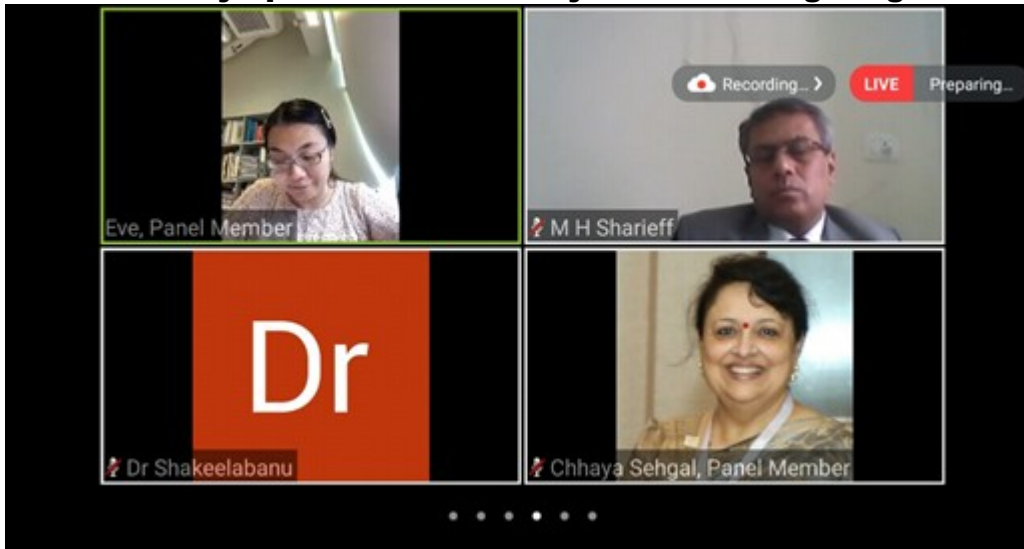 Recording...
LIVE Preparing...
Eve, Panel Member
M H Sharieff
Dr
Dr Shakeelabanu
Chhaya Sehgal, Panel Member